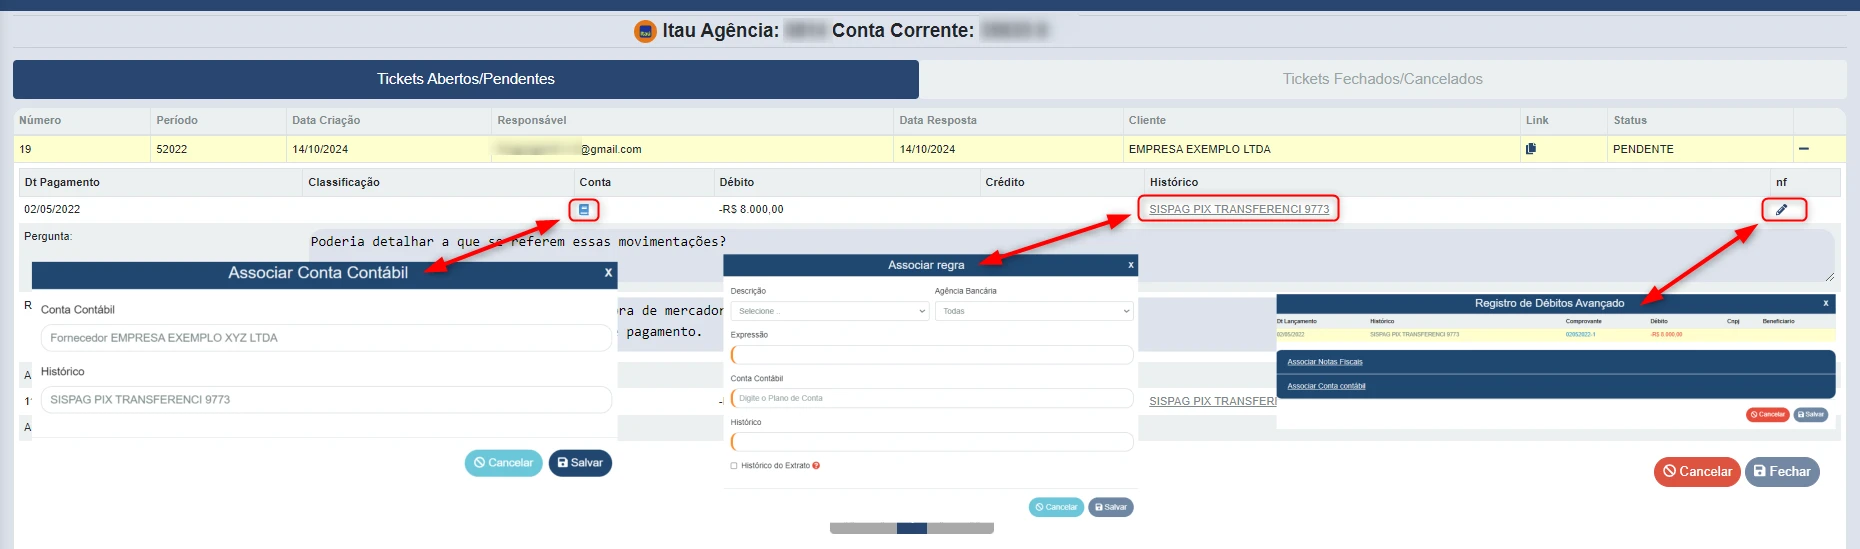 Itau Agência: Conta Corrente:
Tickets Abertos/Pendentes
Tickets Fechados/Cancelados
Número Período Data Criação Responsável Data Resposta Cliente Link Status
19 52022 14/10/2024 @gmail.com 14/10/2024 EMPRESA EXEMPLO LTDA PENDENTE
Dt Pagamento Classificação Conta Débito Crédito Histórico nf
02/05/2022 -R$ 8.000,00 SISPAG PIX TRANSFERENCI 9773
Pergunta:
Poderia detalhar a que se referem essas movimentações?
Associar Conta Contábil x
Conta Contábil
Fornecedor EMPRESA EXEMPLO XYZ LTDA
Histórico
SISPAG PIX TRANSFERENCI 9773
Cancelar Salvar
pagamento.
Associar regra x
Descrição Agência Bancária
Selecione .. Todas
Expressão
Conta Contábil
Digite o Plano de Conta
Histórico
Histórico do Extrato
Cancelar Salvar
SISPAG PIX TRANSFERENCI
Registro de Débitos Avançado x
Dt Lançamento Histórico Comprovante Débito Cnpj Beneficiario
02/05/2022 SISPAG PIX TRANSFERENCI 9773 02052022-1 -R$ 8.000,00
Associar Notas Fiscais
Associar Conta contábil
Cancelar Salvar
Cancelar Fechar